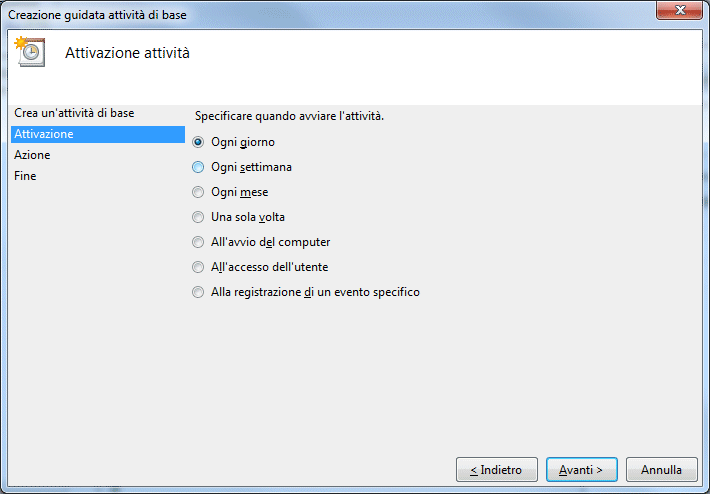 Creazione guidata attività di base
Attivazione attività
Crea un'attività di base
Attivazione
Azione
Fine
Specificare quando avviare l'attività.
Ogni giorno
Ogni settimana
Ogni mese
Una sola volta
All'avvio del computer
All'accesso dell'utente
Alla registrazione di un evento specifico
< Indietro
Avanti >
Annulla